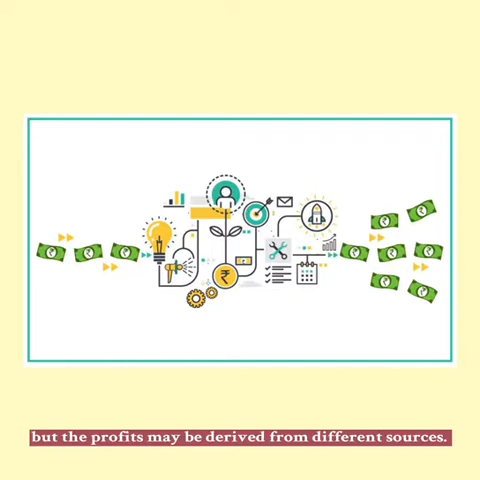 but the profits may be derived from different sources.